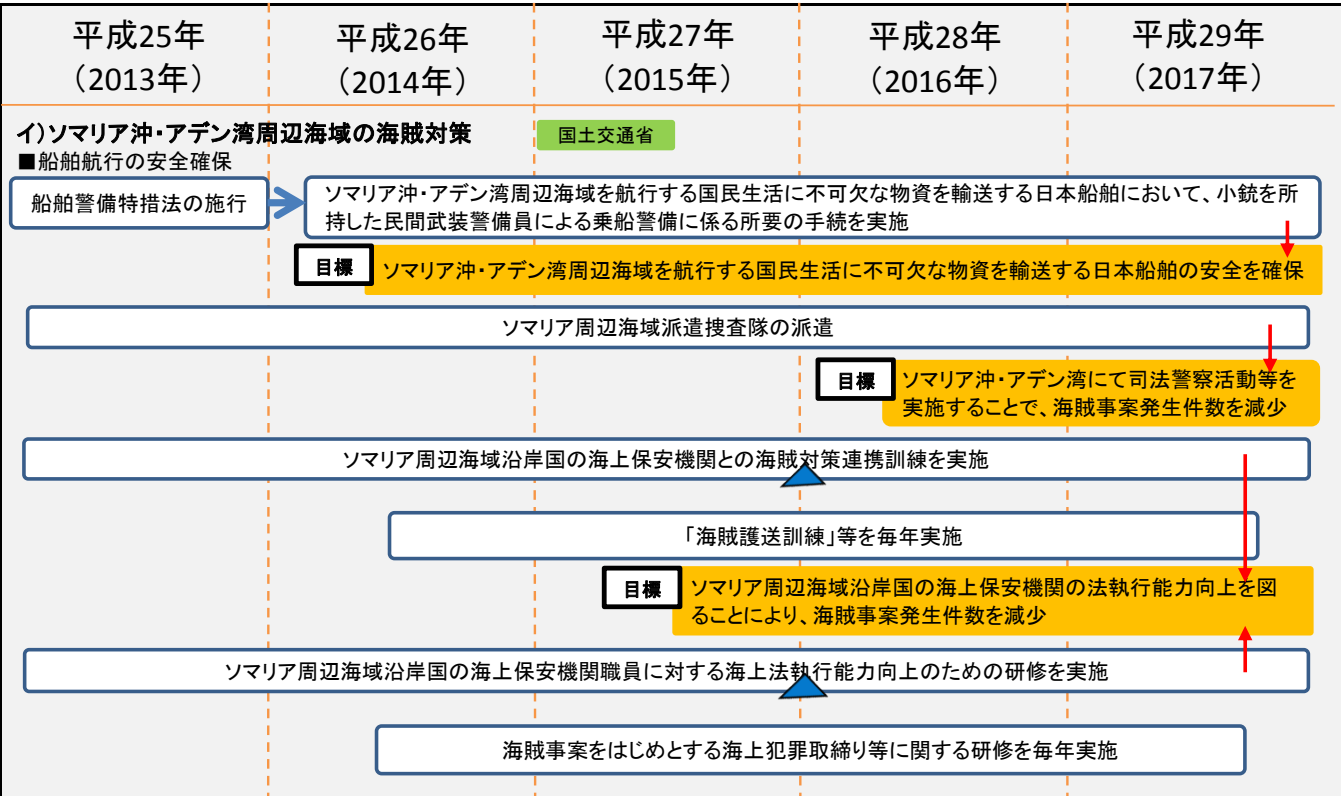 平成25年
（2013年）
平成26年
（2014年）
平成27年
（2015年）
平成28年
（2016年）
平成29年
（2017年）
イ）ソマリア沖・アデン湾周辺海域の海賊対策
国土交通省
■船舶航行の安全確保
船舶警備特措法の施行
ソマリア沖・アデン湾周辺海域を航行する国民生活に不可欠な物資を輸送する日本船舶において、小銃を所
持した民間武装警備員による乗船警備に係る所要の手続を実施
目標
ソマリア沖・アデン湾周辺海域を航行する国民生活に不可欠な物資を輸送する日本船舶の安全を確保
ソマリア周辺海域派遣捜査隊の派遣
目標
ソマリア沖・アデン湾にて司法警察活動等を
実施することで、海賊事案発生件数を減少
ソマリア周辺海域沿岸国の海上保安機関との海賊対策連携訓練を実施
「海賊護送訓練」等を毎年実施
目標
ソマリア周辺海域沿岸国の海上保安機関の法執行能力向上を図
ることにより、海賊事案発生件数を減少
ソマリア周辺海域沿岸国の海上保安機関職員に対する海上法執行能力向上のための研修を実施
海賊事案をはじめとする海上犯罪取締り等に関する研修を毎年実施